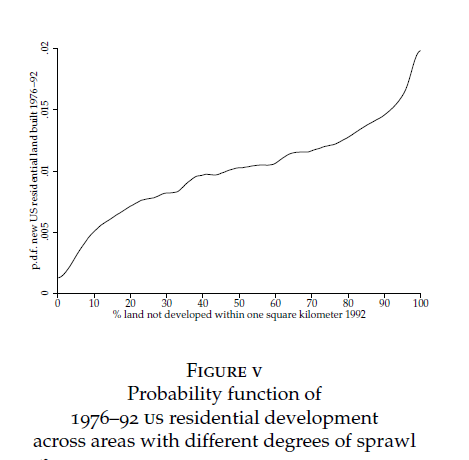 .02
.015
.01
.005
0
p.d.f. new US residential land built 1976–92
0 10 20 30 40 50 60 70 80 90 100
% land not developed within one square kilometer 1992
FIGURE V
Probability function of
1976–92 US residential development
across areas with different degrees of sprawl